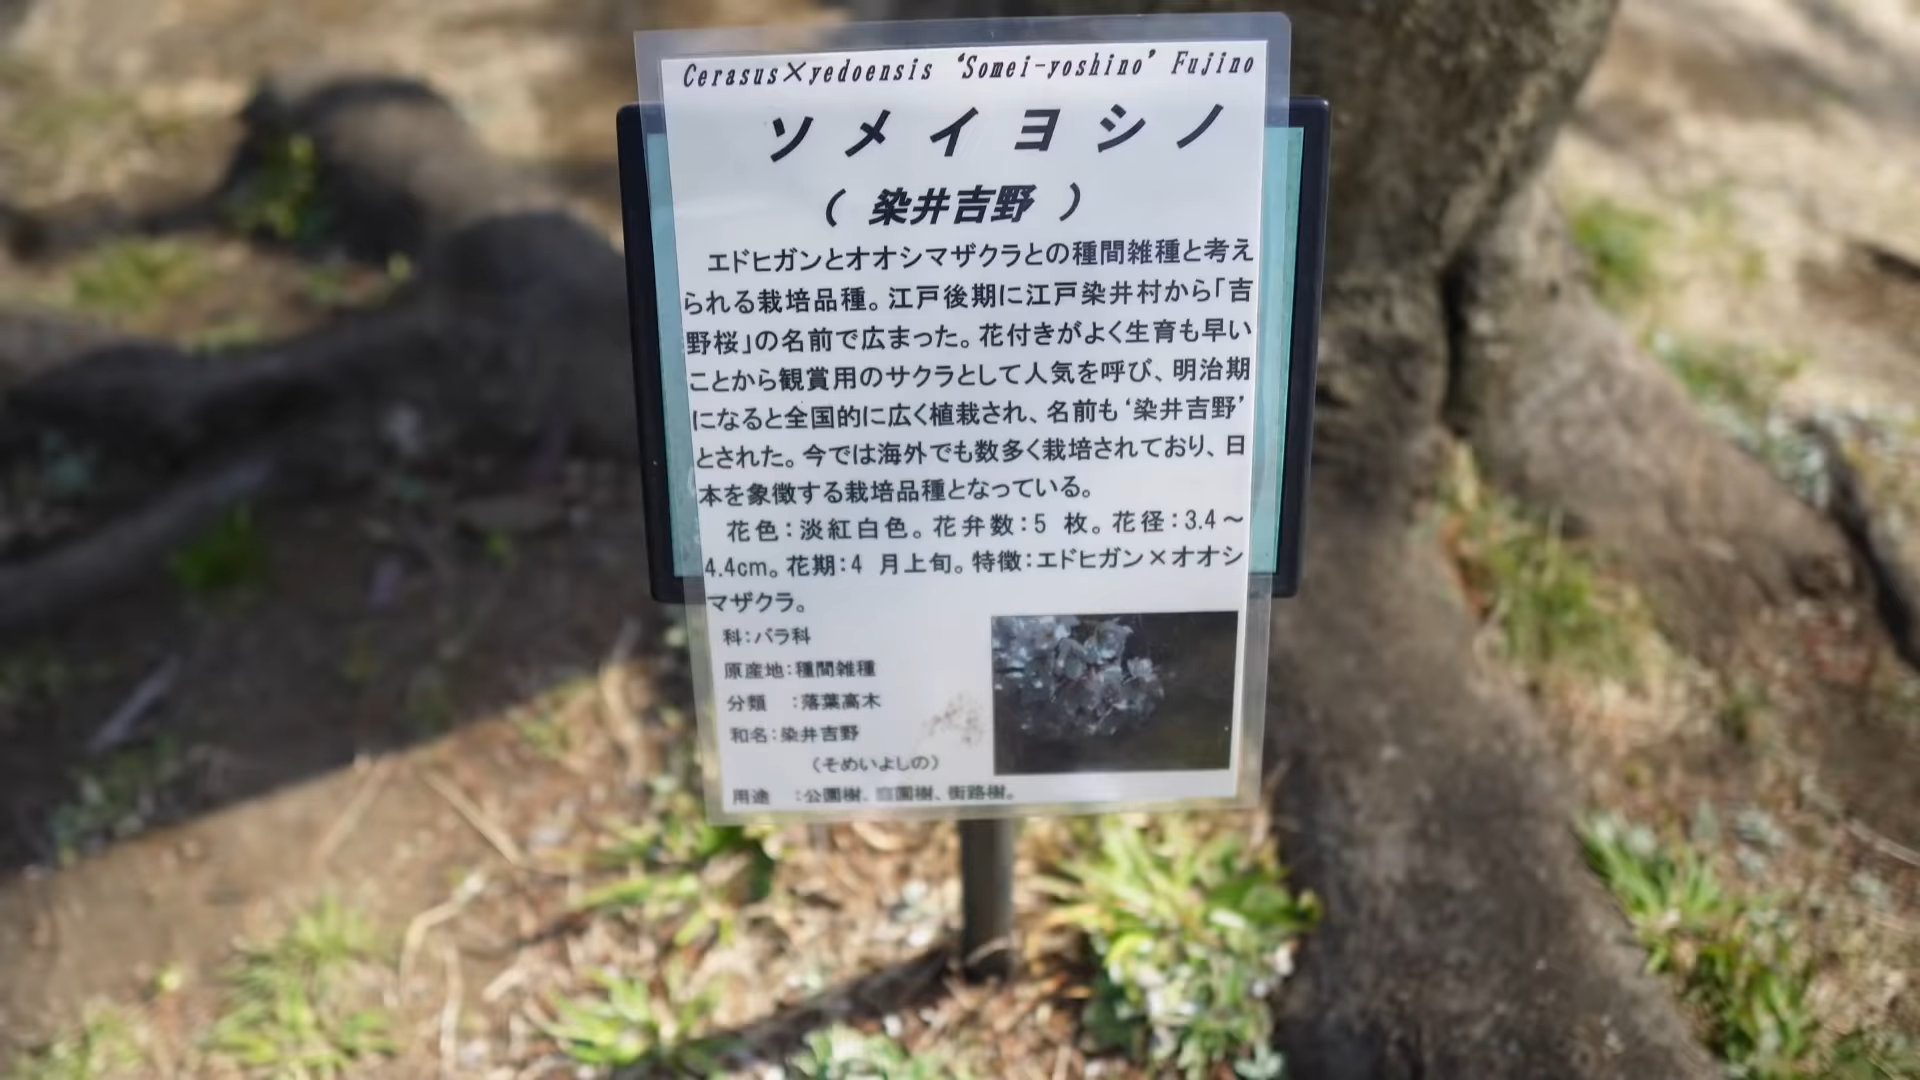 Cerasus×yedoensis ‘Somei-yoshino’ Fujino
ソメイヨシノ
（ 染井吉野 ）
エドヒガンとオオシマザクラとの種間雑種と考え
られる栽培品種。江戸後期に江戸染井村から「吉
野桜」の名前で広まった。花付きがよく生育も早い
ことから観賞用のサクラとして人気を呼び、明治期
になると全国的に広く植栽され、名前も‘染井吉野’
とされた。今では海外でも数多く栽培されており、日
本を象徴する栽培品種となっている。
花色：淡紅白色。花弁数：5 枚。花径：3.4～
4.4cm。花期：4 月上旬。特徴：エドヒガン×オオシ
マザクラ。
科：バラ科
原産地：種間雑種
分類 ：落葉高木
和名：染井吉野
（そめいよしの）
用途 ：公園樹、庭園樹、街路樹。